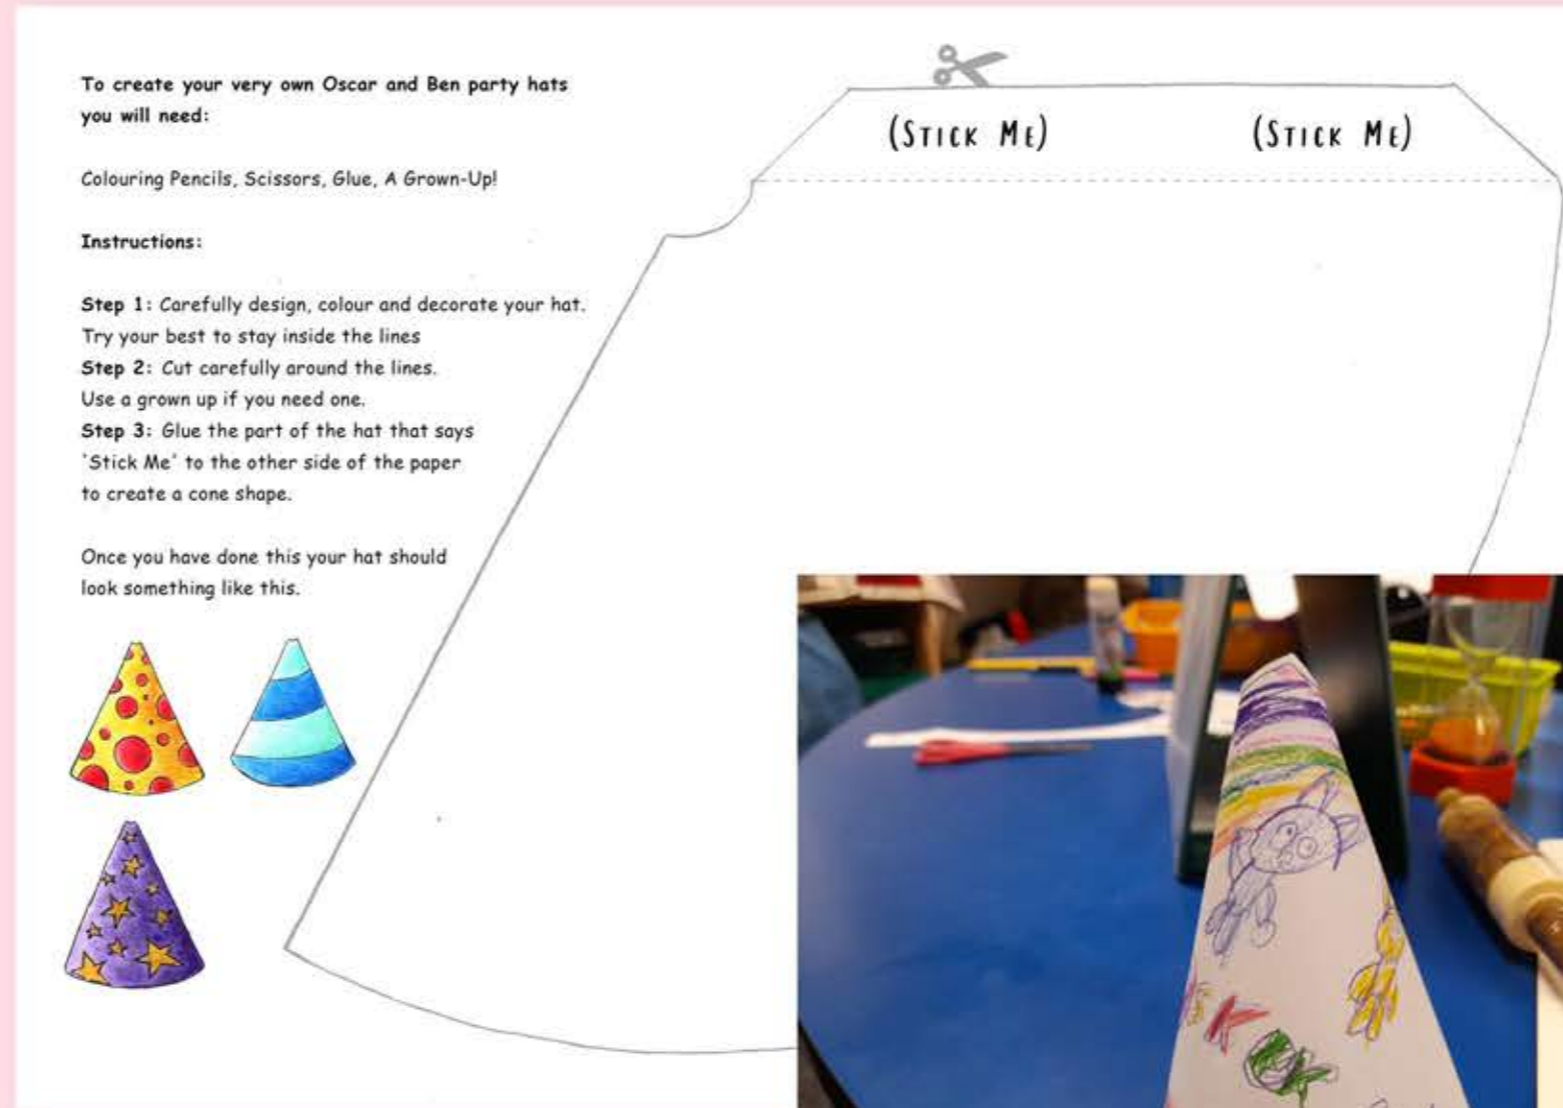 To create your very own Oscar and Ben party hats
you will need:
Colouring Pencils, Scissors, Glue, A Grown-Up!
Instructions:
Step 1: Carefully design, colour and decorate your hat.
Try your best to stay inside the lines
Step 2: Cut carefully around the lines.
Use a grown up if you need one.
Step 3: Glue the part of the hat that says
'Stick Me' to the other side of the paper
to create a cone shape.
Once you have done this your hat should
look something like this.
(STICK ME)
(STICK ME)